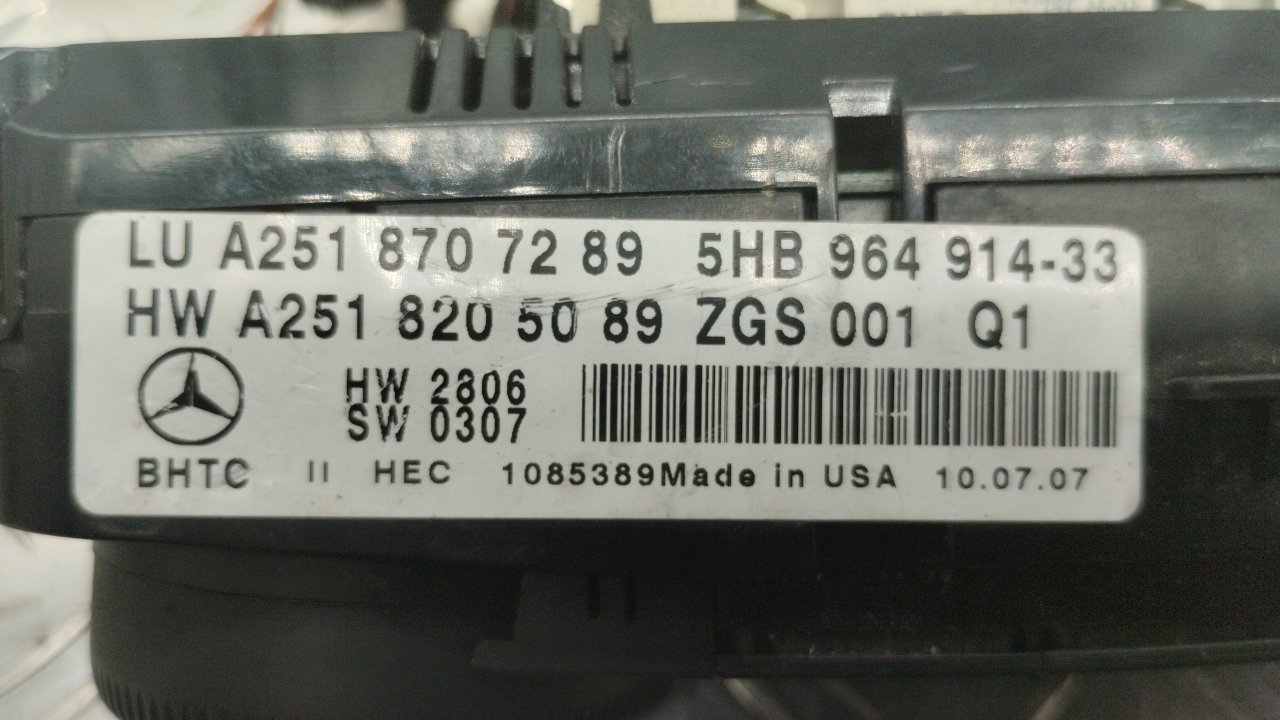 LU A251 870 72 89 5HB 964 914-33
HW A251 820 50 89 ZGS 001 Q1
HW 2806
SW 0307
BHTC II HEC 1085389Made in USA 10.07.07